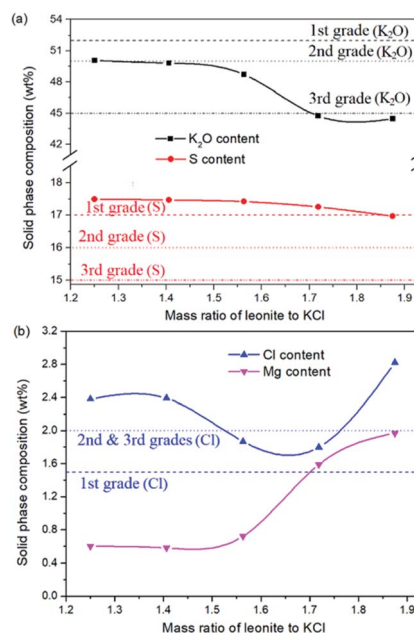 (a)
54
51
48
45
42
18
17
16
15
Solid phase composition (wt%)
1st grade (K₂O)
2nd grade (K₂O)
3rd grade (K₂O)
K₂O content
S content
1st grade (S)
2nd grade (S)
3rd grade (S)
1.2 1.3 1.4 1.5 1.6 1.7 1.8 1.9
Mass ratio of leonite to KCl
(b)
3.2
2.8
2.4
2.0
1.6
1.2
0.8
0.4
0.0
Solid phase composition (wt%)
Cl content
Mg content
2nd & 3rd grades (Cl)
1st grade (Cl)
1.2 1.3 1.4 1.5 1.6 1.7 1.8 1.9
Mass ratio of leonite to KCl